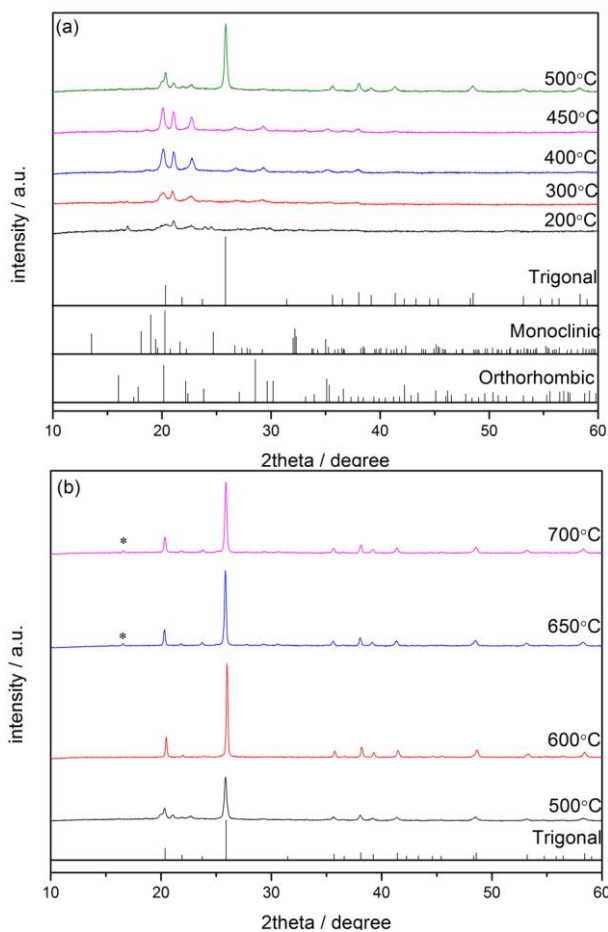 (a)
500°C
450°C
400°C
300°C
200°C
Trigonal
Monoclinic
Orthorhombic
intensity / a.u.
10 20 30 40 50 60
2theta / degree
(b)
* 700°C
* 650°C
600°C
500°C
Trigonal
intensity / a.u.
10 20 30 40 50 60
2theta / degree